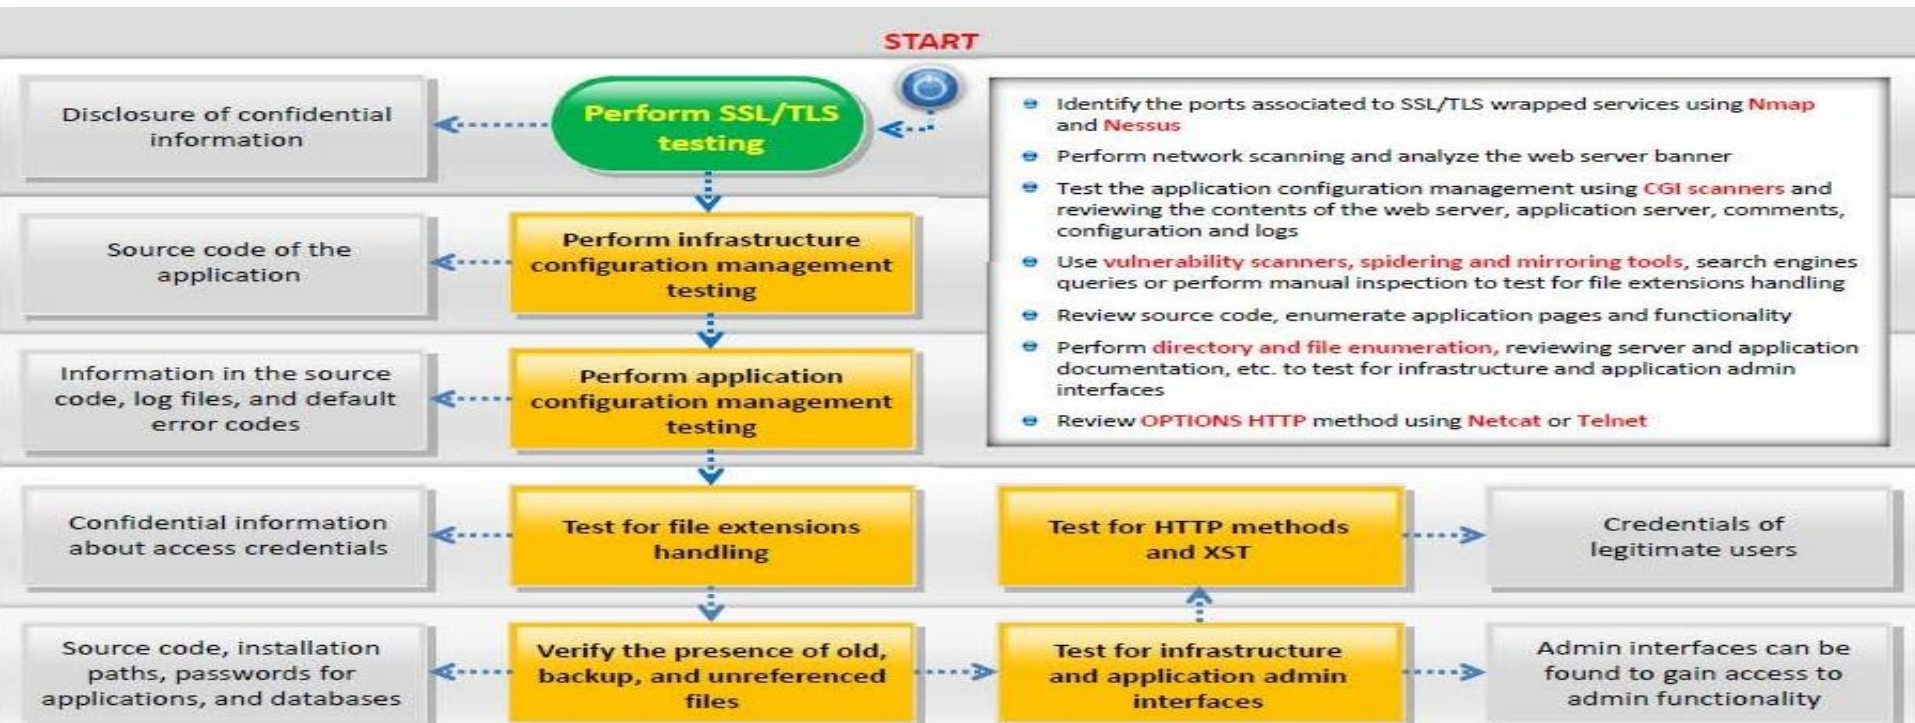 START
Disclosure of confidential
information
Perform SSL/TLS
testing
Identify the ports associated to SSL/TLS wrapped services using Nmap
and Nessus
Perform network scanning and analyze the web server banner
Test the application configuration management using CGI scanners and
reviewing the contents of the web server, application server, comments,
configuration and logs
Use vulnerability scanners, spidering and mirroring tools, search engines
queries or perform manual inspection to test for file extensions handling
Review source code, enumerate application pages and functionality
Perform directory and file enumeration, reviewing server and application
documentation, etc. to test for infrastructure and application admin
interfaces
Review OPTIONS HTTP method using Netcat or Telnet
Source code of the
application
Perform infrastructure
configuration management
testing
Information in the source
code, log files, and default
error codes
Perform application
configuration management
testing
Confidential information
about access credentials
Test for file extensions
handling
Test for HTTP methods
and XST
Credentials of
legitimate users
Source code, installation
paths, passwords for
applications, and databases
Verify the presence of old,
backup, and unreferenced
files
Test for infrastructure
and application admin
interfaces
Admin interfaces can be
found to gain access to
admin functionality